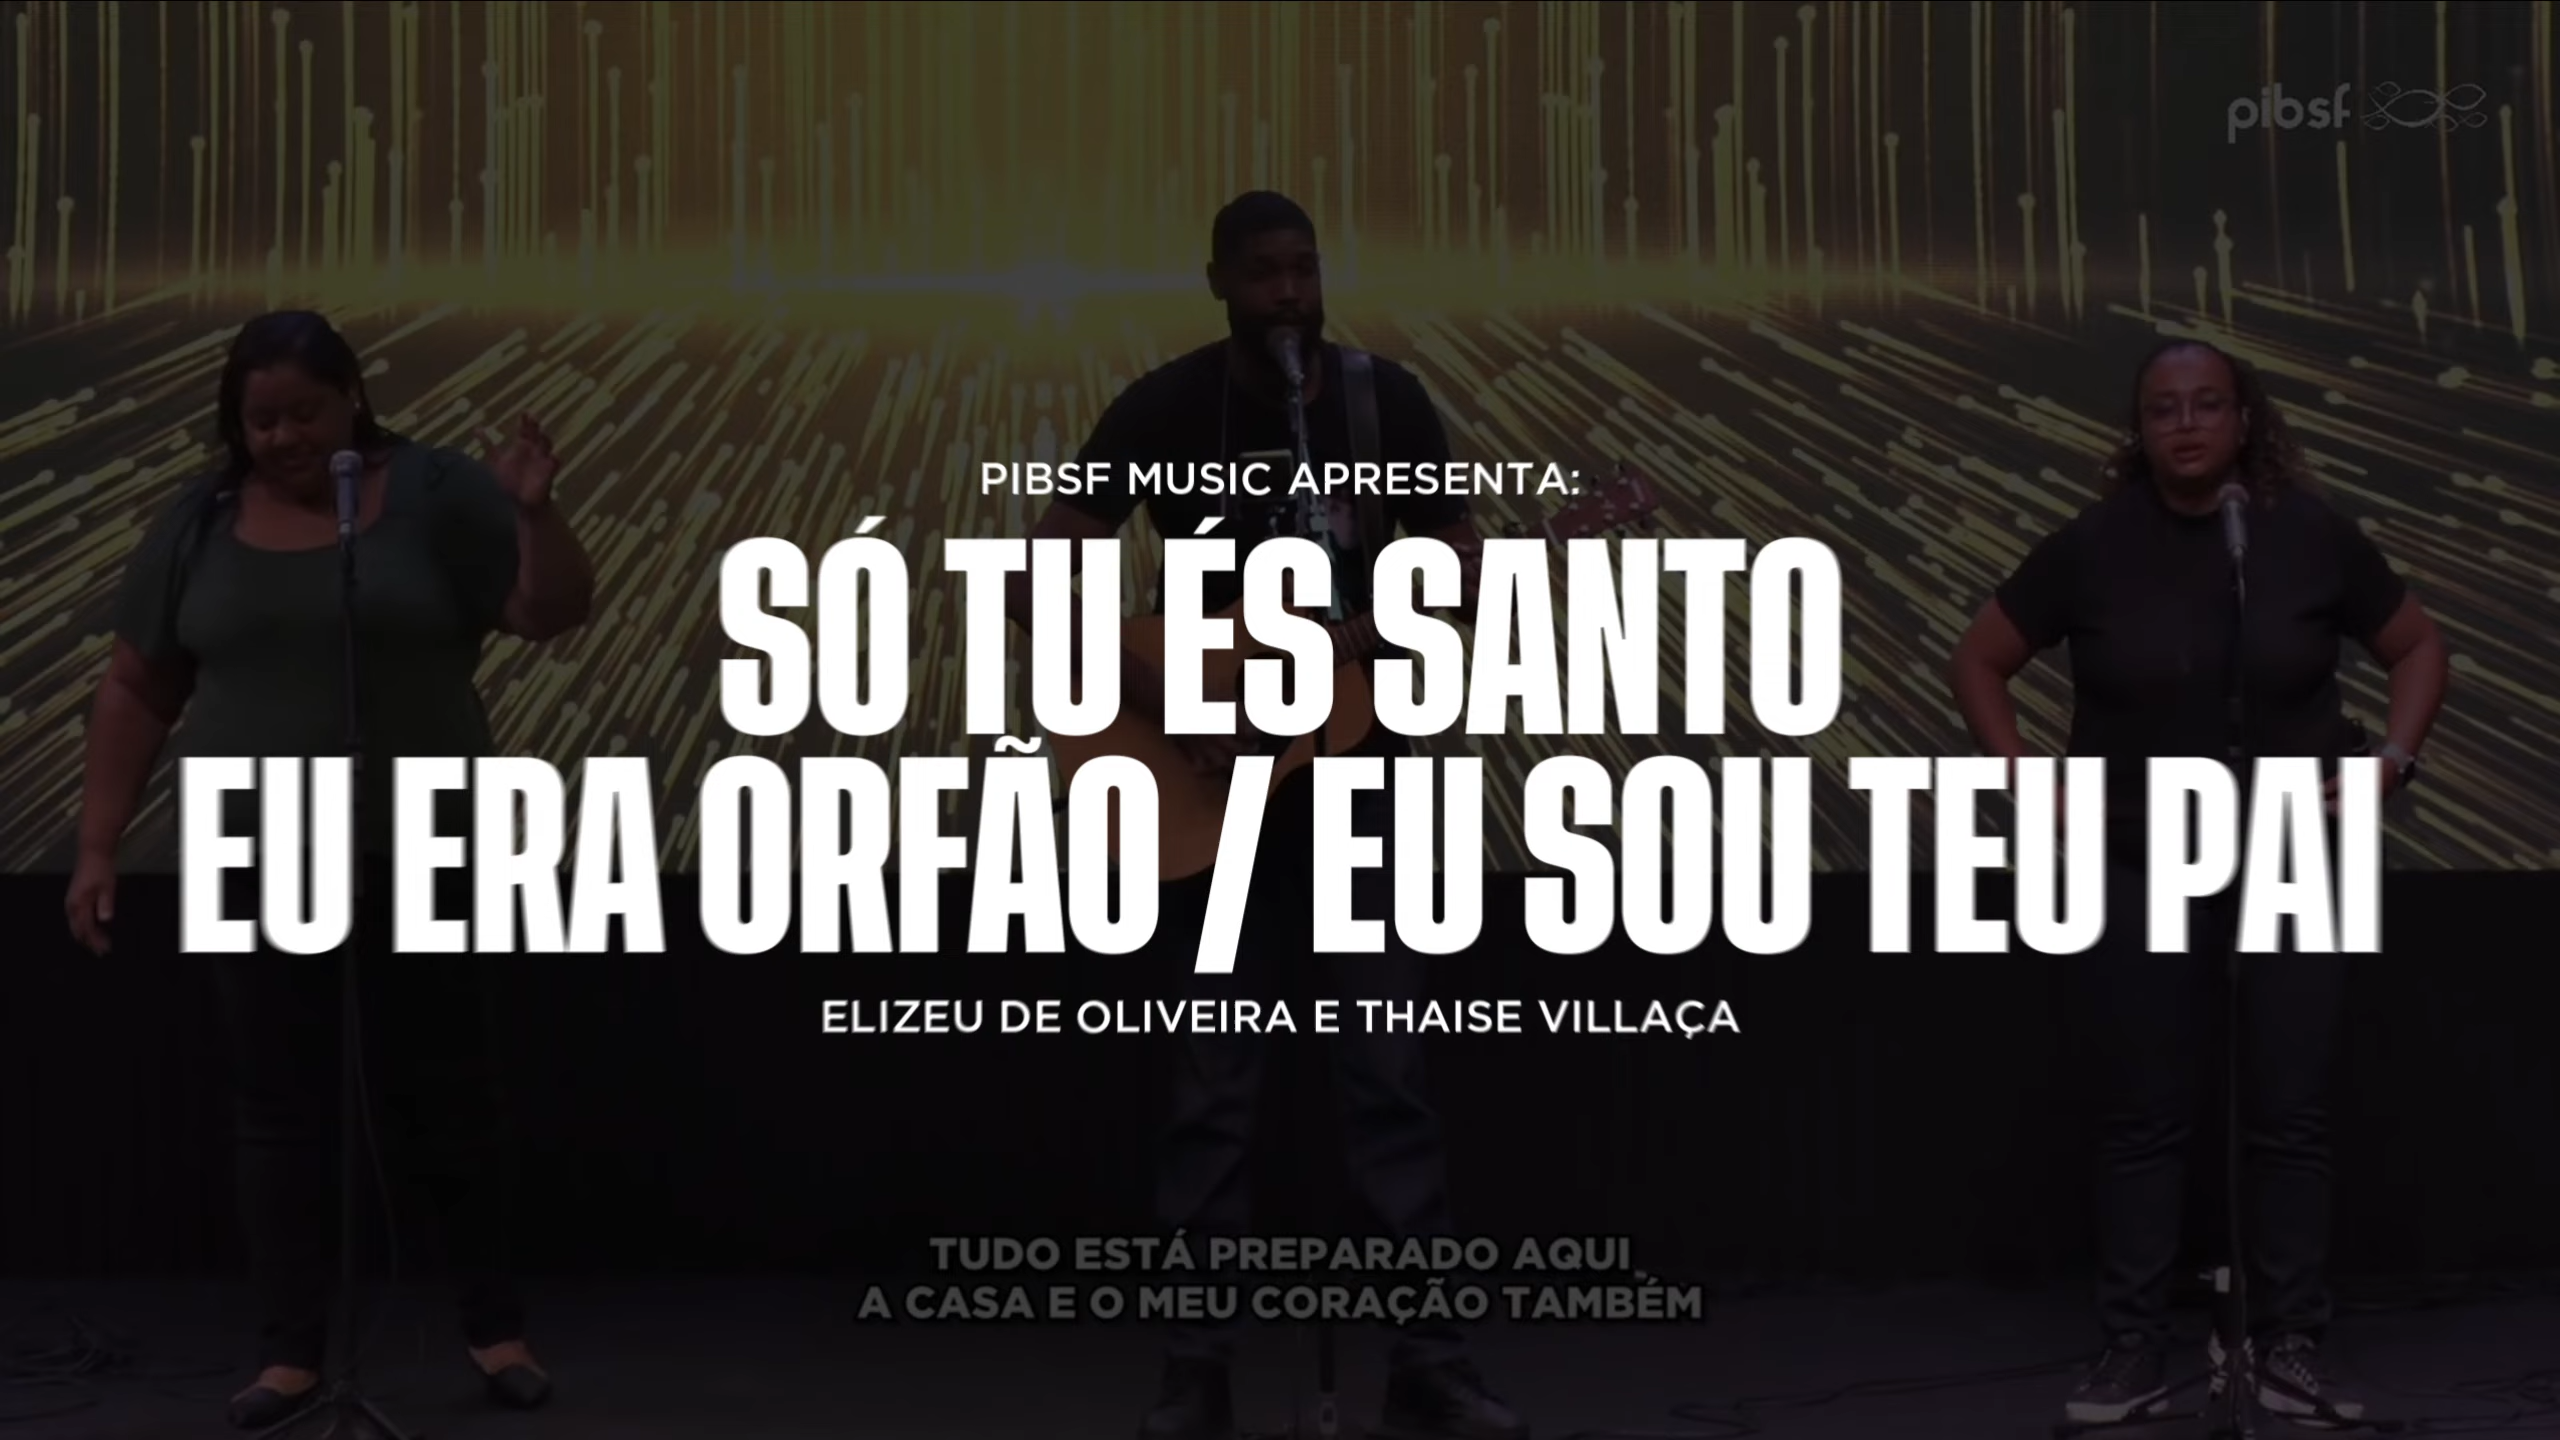 pibsf
PIBSF MUSIC APRESENTA:
SÓ TU ÉS SANTO
EU ERA ORFÃO / EU SOU TEU PAI
ELIZEU DE OLIVEIRA E THAISE VILLAÇA
TUDO ESTÁ PREPARADO AQUI
A CASA E O MEU CORAÇÃO TAMBÉM